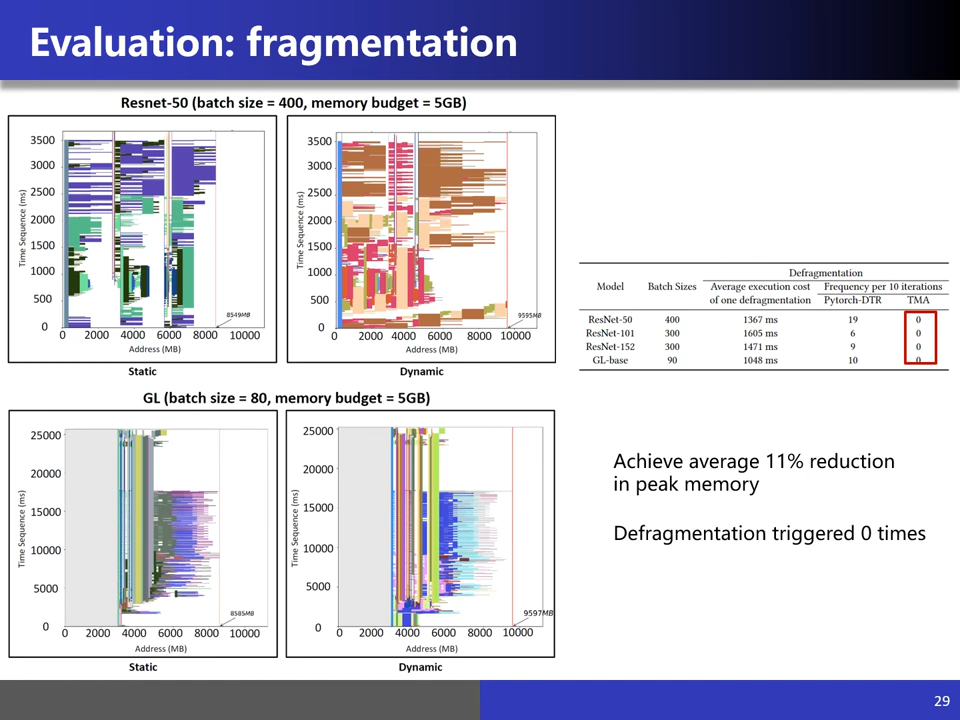 Evaluation: fragmentation
Resnet-50 (batch size = 400, memory budget = 5GB)
Time Sequence (ms)
3500
3000
2500
2000
1500
1000
500
0
8549MB
0 2000 4000 6000 8000 10000
Address (MB)
Static
Time Sequence (ms)
3500
3000
2500
2000
1500
1000
500
0
9595MB
0 2000 4000 6000 8000 10000
Address (MB)
Dynamic
GL (batch size = 80, memory budget = 5GB)
Time Sequence (ms)
25000
20000
15000
10000
5000
0
8585MB
0 2000 4000 6000 8000 10000
Address (MB)
Static
Time Sequence (ms)
25000
20000
15000
10000
5000
0
9597MB
0 2000 4000 6000 8000 10000
Address (MB)
Dynamic
Defragmentation
Model Batch Sizes Average execution cost Frequency per 10 iterations
of one defragmentation Pytorch-DTR TMA
ResNet-50 400 1367 ms 19 0
ResNet-101 300 1605 ms 6 0
ResNet-152 300 1471 ms 9 0
GL-base 90 1048 ms 10 0
Achieve average 11% reduction
in peak memory
Defragmentation triggered 0 times
29